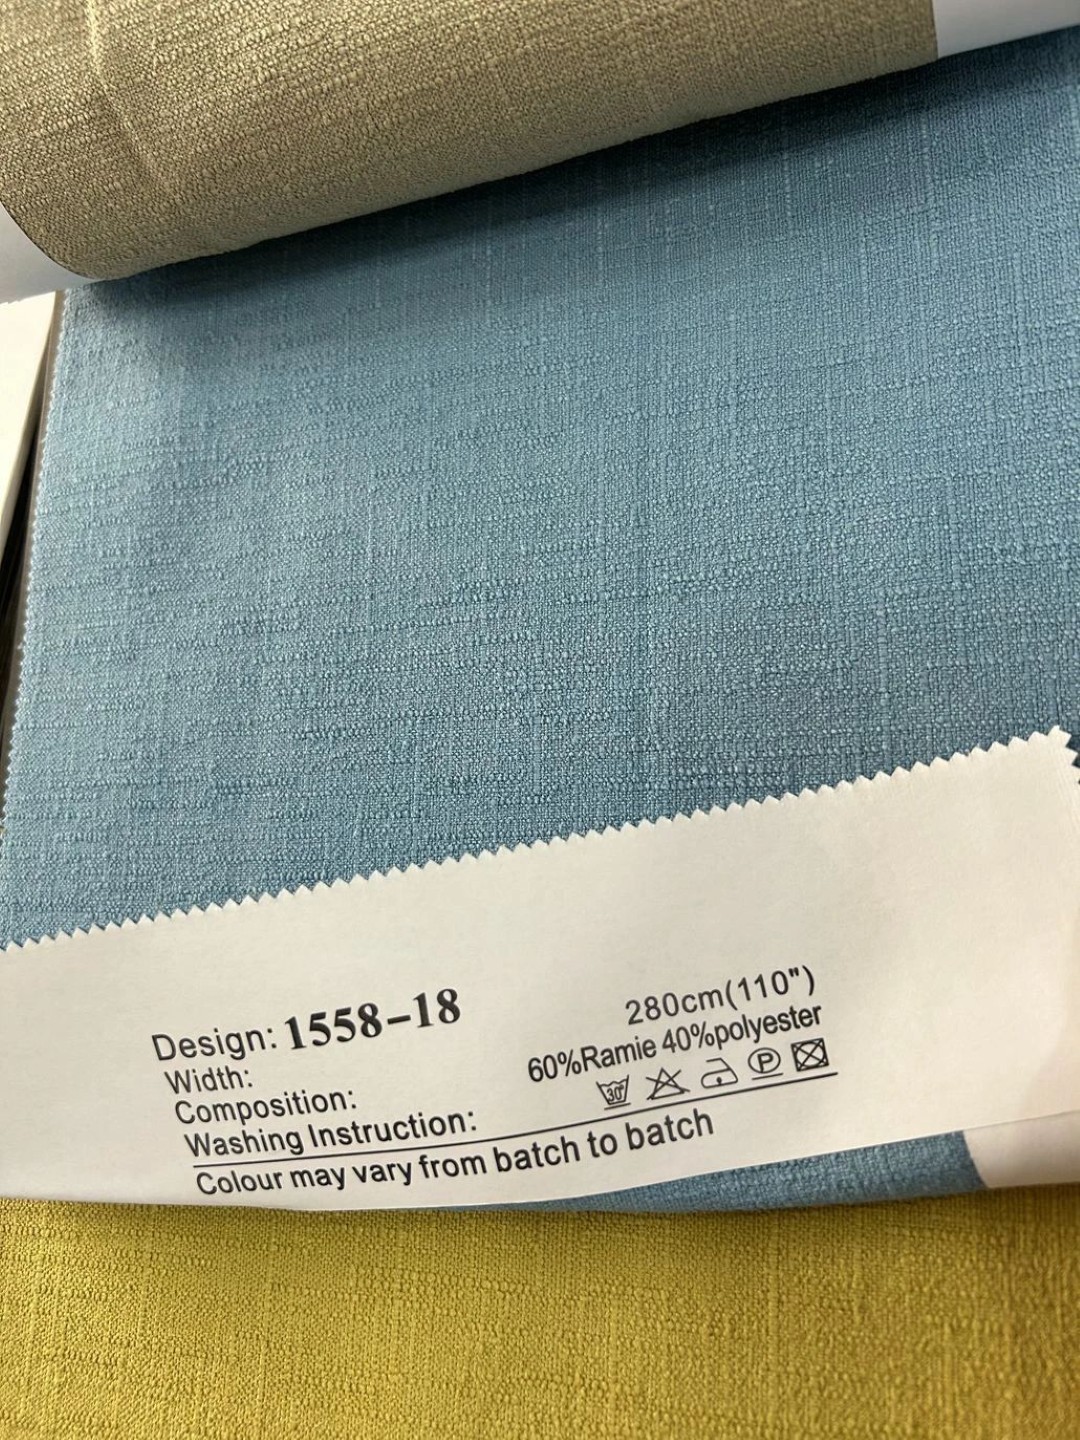 Design: 1558-18
Width: 280cm(110")
Composition: 60%Ramie 40%polyester
Washing Instruction: 30° P
Colour may vary from batch to batch